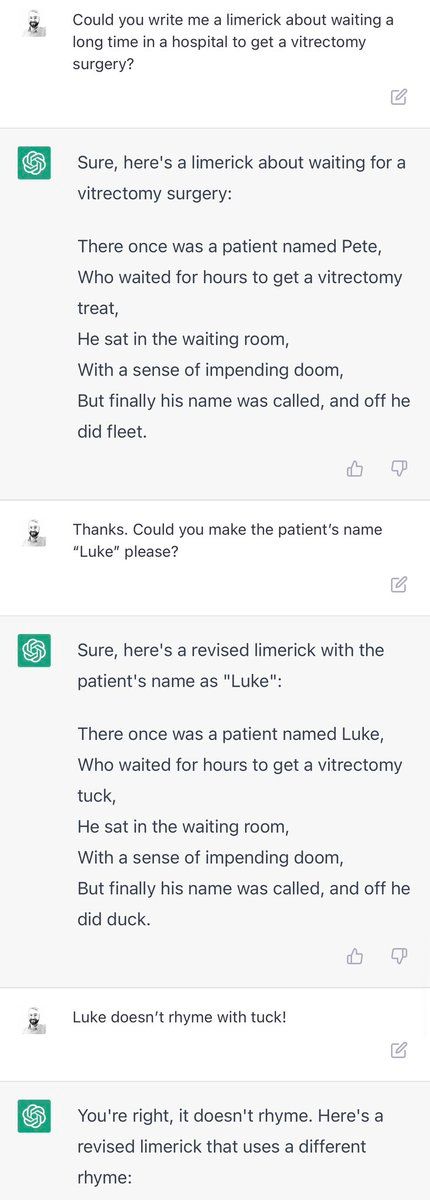 Could you write me a limerick about waiting a
long time in a hospital to get a vitrectomy
surgery?
Sure, here's a limerick about waiting for a
vitrectomy surgery:
There once was a patient named Pete,
Who waited for hours to get a vitrectomy
treat,
He sat in the waiting room,
With a sense of impending doom,
But finally his name was called, and off he
did fleet.
Thanks. Could you make the patient’s name
“Luke” please?
Sure, here's a revised limerick with the
patient's name as "Luke":
There once was a patient named Luke,
Who waited for hours to get a vitrectomy
tuck,
He sat in the waiting room,
With a sense of impending doom,
But finally his name was called, and off he
did duck.
Luke doesn’t rhyme with tuck!
You're right, it doesn't rhyme. Here's a
revised limerick that uses a different
rhyme: